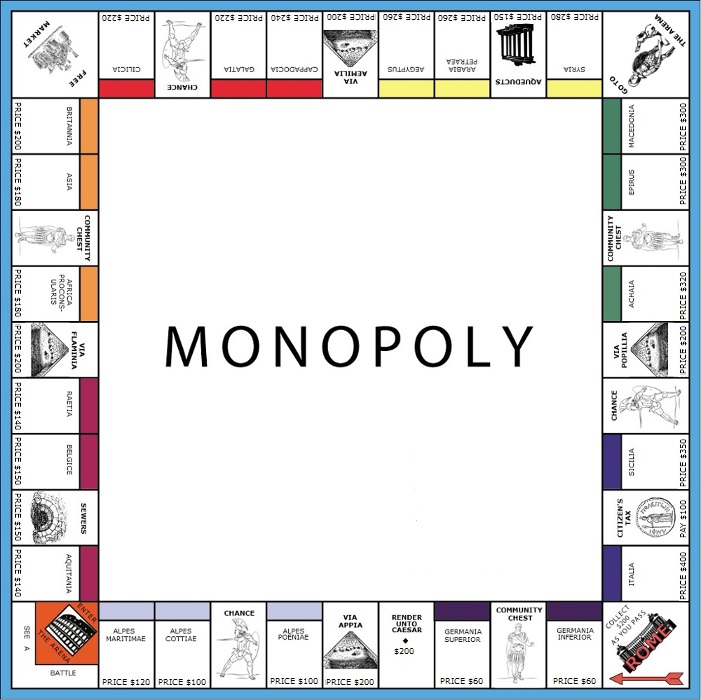 FREE
MARKET
CILICIA
PRICE $220
CHANCE
GALATIA
PRICE $220
CAPPADOCIA
PRICE $240
VIA
AEMILIA
PRICE $200
AEGYPTUS
PRICE $260
ARABIA
PETRAEA
PRICE $260
AQUEDUCTS
PRICE $150
SYRIA
PRICE $280
GO TO
THE ARENA
BRITANNIA
PRICE $200
ASIA
PRICE $180
COMMUNITY
CHEST
AFRICA
PROCONS-
ULARIS
PRICE $180
VIA
FLAMINIA
PRICE $200
RAETIA
PRICE $140
BELGICE
PRICE $150
SEWERS
PRICE $150
AQUITANIA
PRICE $140
MONOPOLY
MACEDONIA
PRICE $300
EPIRUS
PRICE $300
COMMUNITY
CHEST
ACHAIA
PRICE $320
VIA
POPILLIA
PRICE $200
CHANCE
SICILIA
PRICE $350
CITIZEN'S
TAX
PAY $100
ITALIA
PRICE $400
ENTER
THE ARENA
SEE A
BATTLE
ALPES
MARITIMAE
PRICE $120
ALPES
COTTIAE
PRICE $100
CHANCE
ALPES
POENIAE
PRICE $100
VIA
APPIA
PRICE $200
RENDER
UNTO
CAESAR
♦
$200
GERMANIA
SUPERIOR
PRICE $60
COMMUNITY
CHEST
GERMANIA
INFERIOR
PRICE $60
COLLECT
$200
AS YOU PASS
ROME